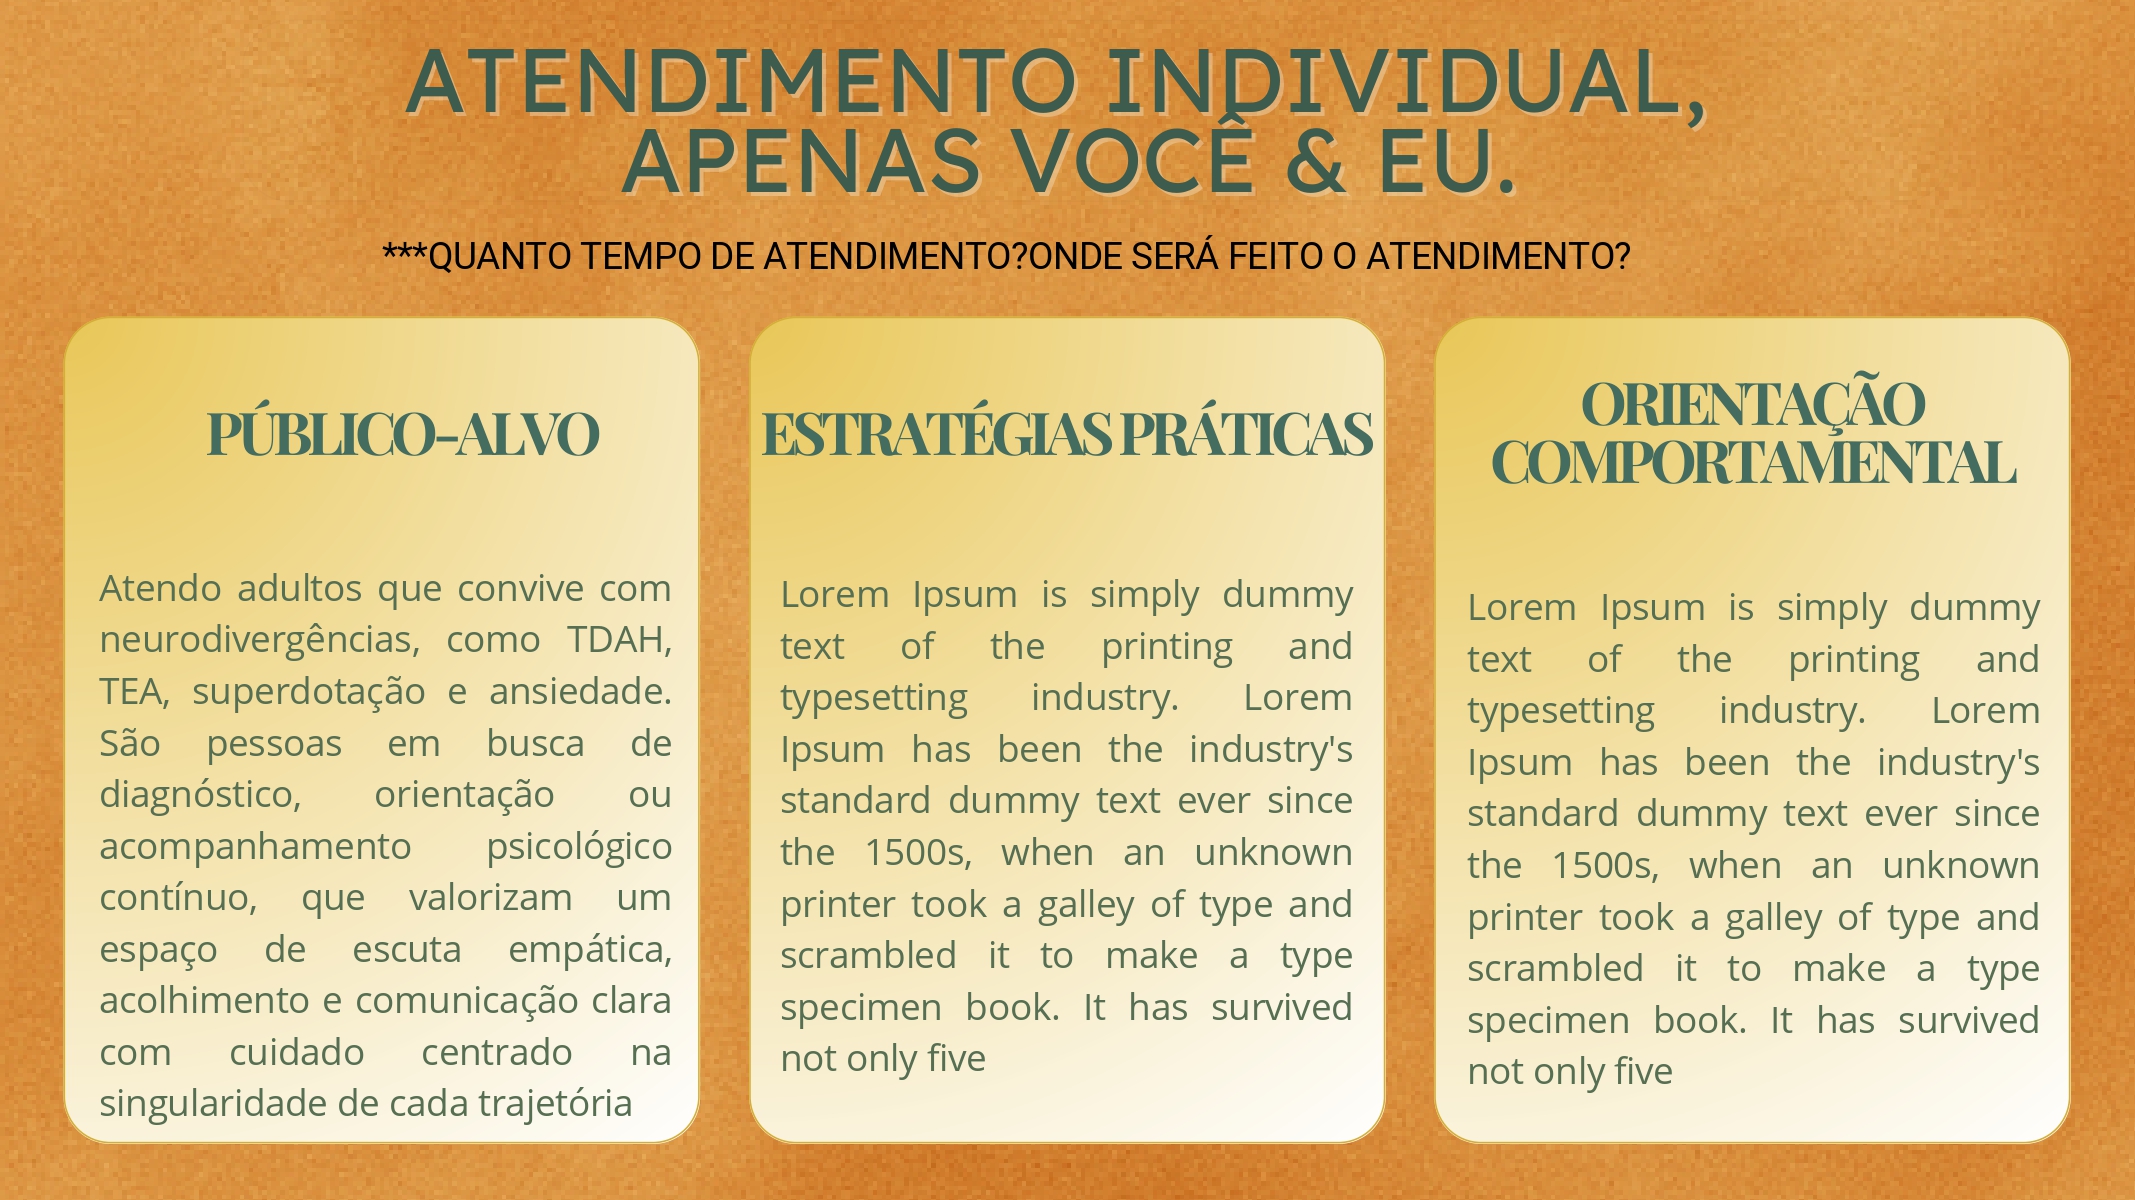 ATENDIMENTO INDIVIDUAL,
APENAS VOCÊ & EU.
***QUANTO TEMPO DE ATENDIMENTO?ONDE SERÁ FEITO O ATENDIMENTO?
PÚBLICO-ALVO
Atendo adultos que convive com
neurodivergências, como TDAH,
TEA, superdotação e ansiedade.
São pessoas em busca de
diagnóstico, orientação ou
acompanhamento psicológico
contínuo, que valorizam um
espaço de escuta empática,
acolhimento e comunicação clara
com cuidado centrado na
singularidade de cada trajetória
ESTRATÉGIAS PRÁTICAS
Lorem Ipsum is simply dummy
text of the printing and
typesetting industry. Lorem
Ipsum has been the industry's
standard dummy text ever since
the 1500s, when an unknown
printer took a galley of type and
scrambled it to make a type
specimen book. It has survived
not only five
ORIENTAÇÃO
COMPORTAMENTAL
Lorem Ipsum is simply dummy
text of the printing and
typesetting industry. Lorem
Ipsum has been the industry's
standard dummy text ever since
the 1500s, when an unknown
printer took a galley of type and
scrambled it to make a type
specimen book. It has survived
not only five